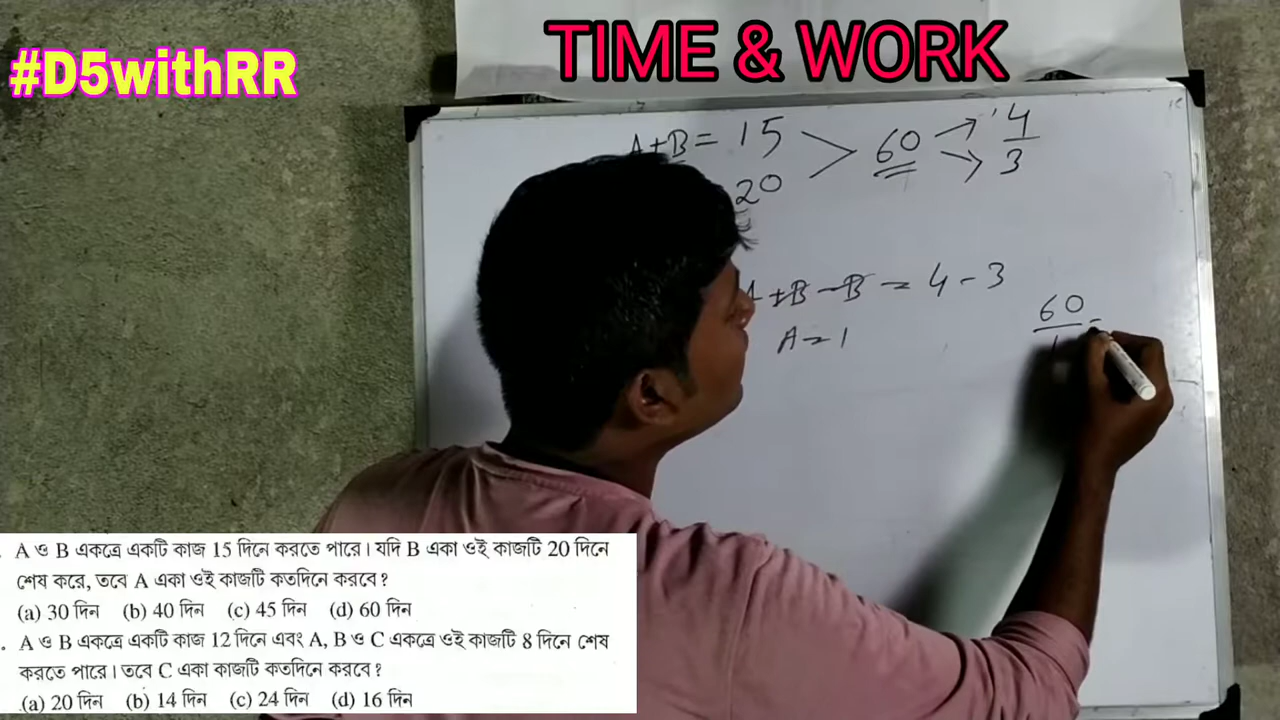 #D5withRR
TIME & WORK
A+B = 15 > 60 → 4
20 → 3
A+B-B = 4-3
A=1
60/1 =
A ও B একত্রে একটি কাজ 15 দিনে করতে পারে। যদি B একা ওই কাজটি 20 দিনে
শেষ করে, তবে A একা ওই কাজটি কতদিনে করবে?
(a) 30 দিন (b) 40 দিন (c) 45 দিন (d) 60 দিন
A ও B একত্রে একটি কাজ 12 দিনে এবং A, B ও C একত্রে ওই কাজটি 8 দিনে শেষ
করতে পারে। তবে C একা কাজটি কতদিনে করবে?
(a) 20 দিন (b) 14 দিন (c) 24 দিন (d) 16 দিন